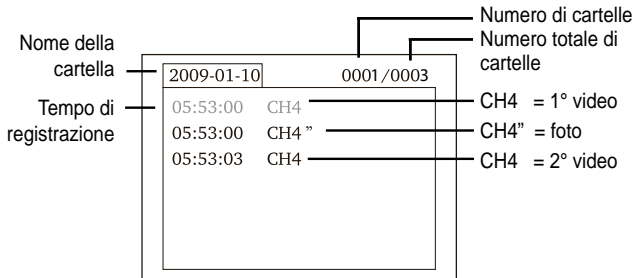 Numero di cartelle
Nome della
cartella
Numero totale di
cartelle
2009-01-10
0001/0003
Tempo di
registrazione
05:53:00 CH4
CH4 = 1° video
05:53:00 CH4 ”
CH4” = foto
05:53:03 CH4
CH4 = 2° video